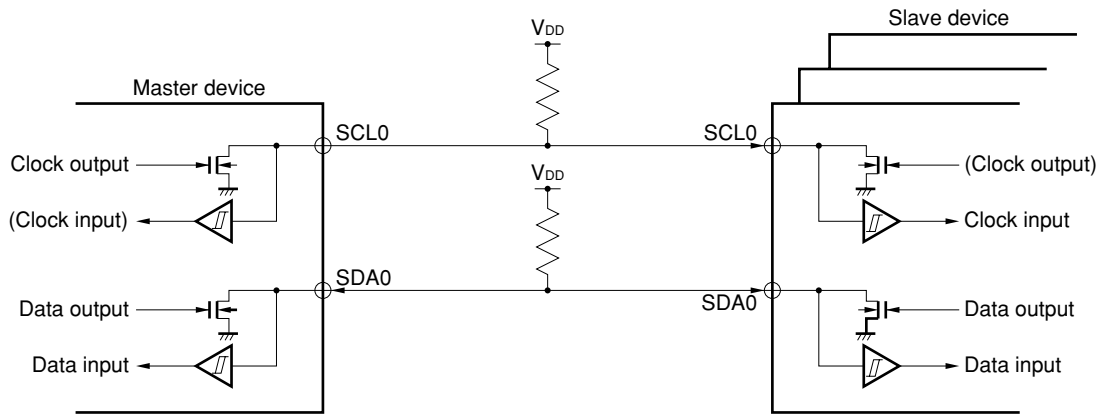 Slave device
VDD
Master device
SCL0
SCL0
Clock output
(Clock output)
VDD
(Clock input)
Clock input
SDA0
SDA0
Data output
Data output
Data input
Data input